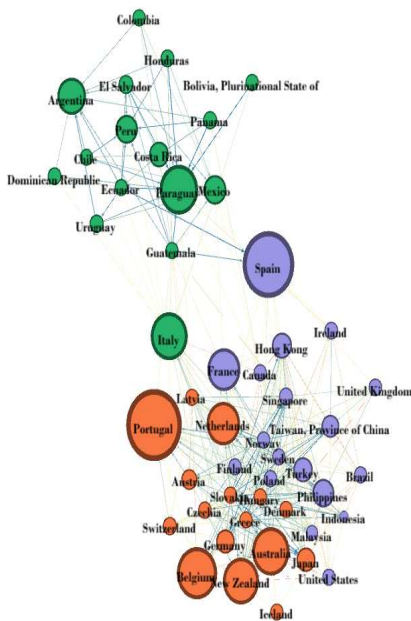 Colombia
Honduras
El Salvador
Bolivia, Plurinational State of
Argentina
Panama
Peru
Chile
Costa Rica
Dominican Republic
Ecuador
Paraguay
Mexico
Uruguay
Guatemala
Spain
Italy
Ireland
Hong Kong
France
Canada
United Kingdom
Latvia
Singapore
Portugal
Netherlands
Taiwan, Province of China
Norway
Sweden
Finland
Turkey
Austria
Poland
Brazil
Slovakia
Hungary
Philippines
Czechia
Denmark
Indonesia
Switzerland
Greece
Malaysia
Germany
Australia
Japan
Belgium
New Zealand
United States
Iceland